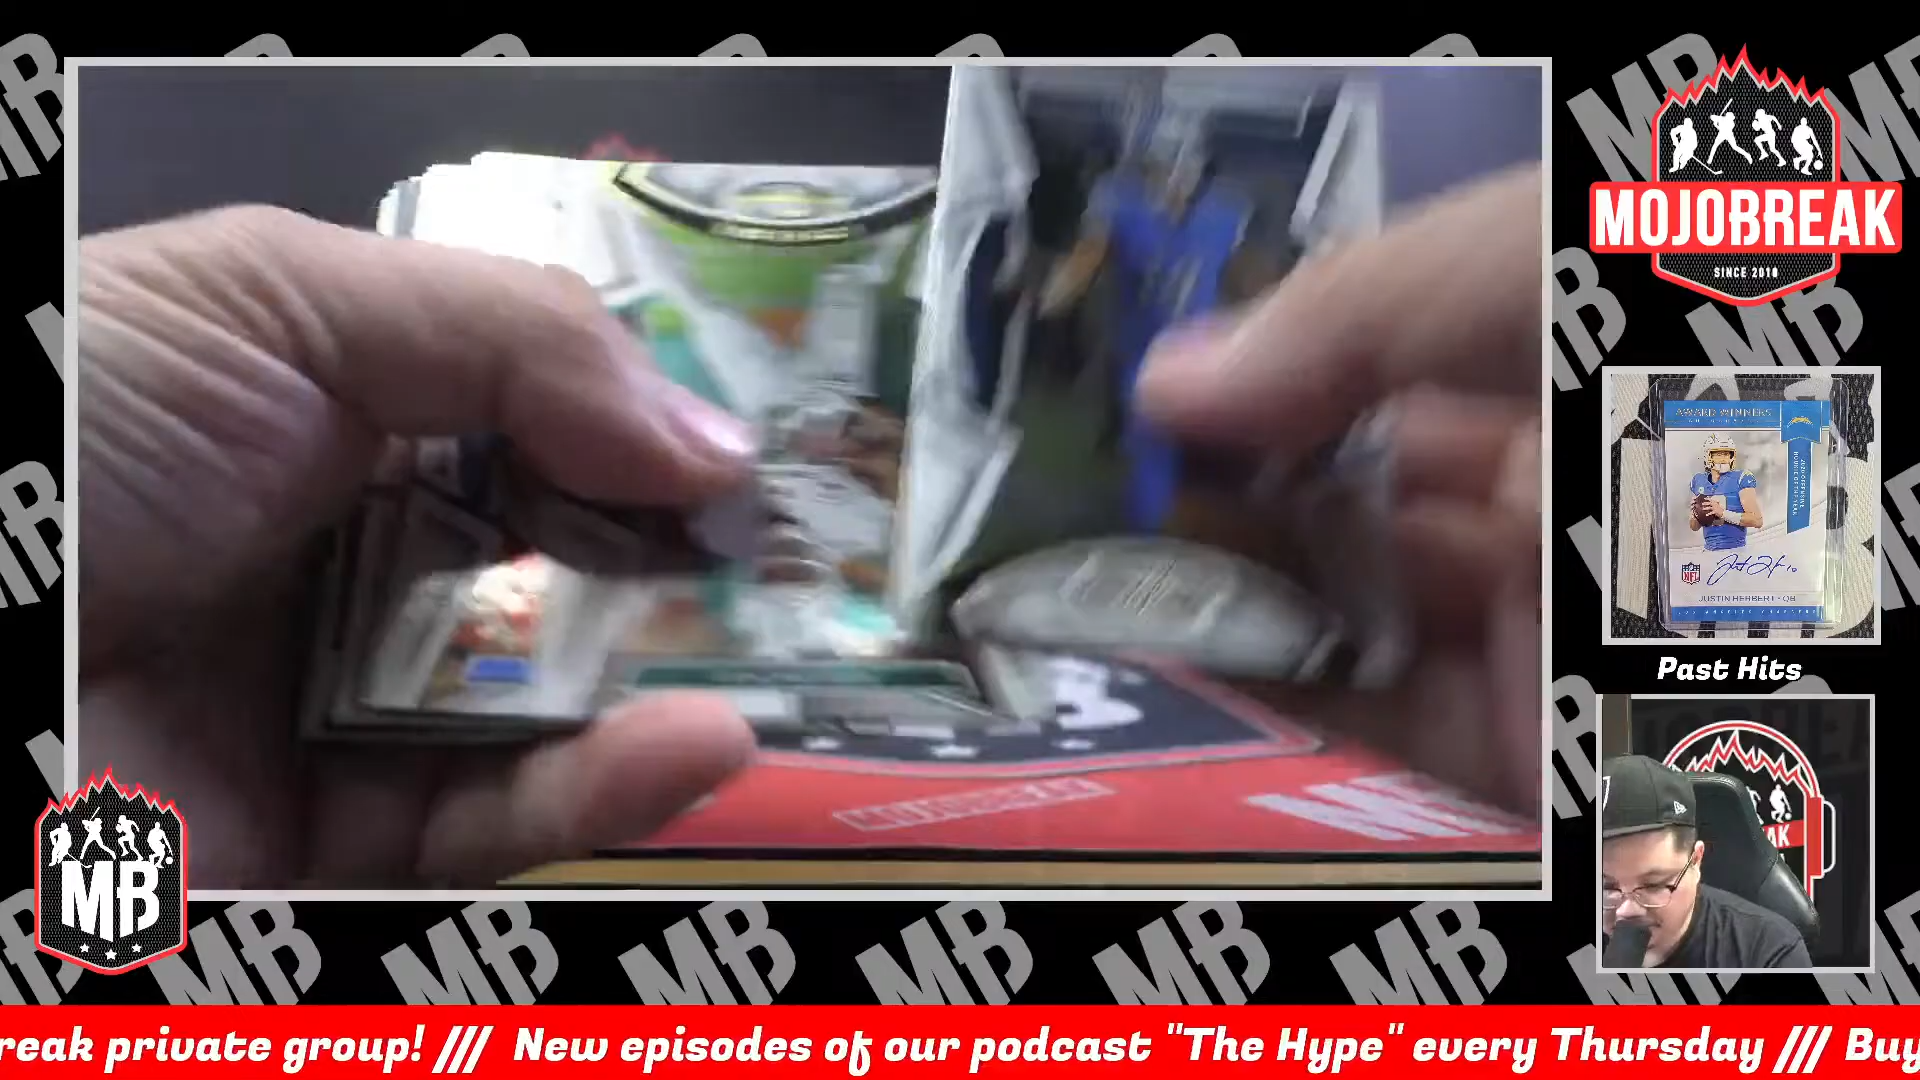 MOJOBREAK
SINCE 2010
AWARD WINNERS
JUSTIN HERBERT • QB
Past Hits
MB
reak private group! /// New episodes of our podcast "The Hype" every Thursday /// Buy